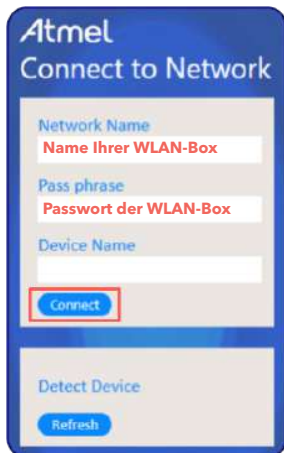 Atmel
Connect to Network
Network Name
Name Ihrer WLAN-Box
Pass phrase
Passwort der WLAN-Box
Device Name
Connect
Detect Device
Refresh